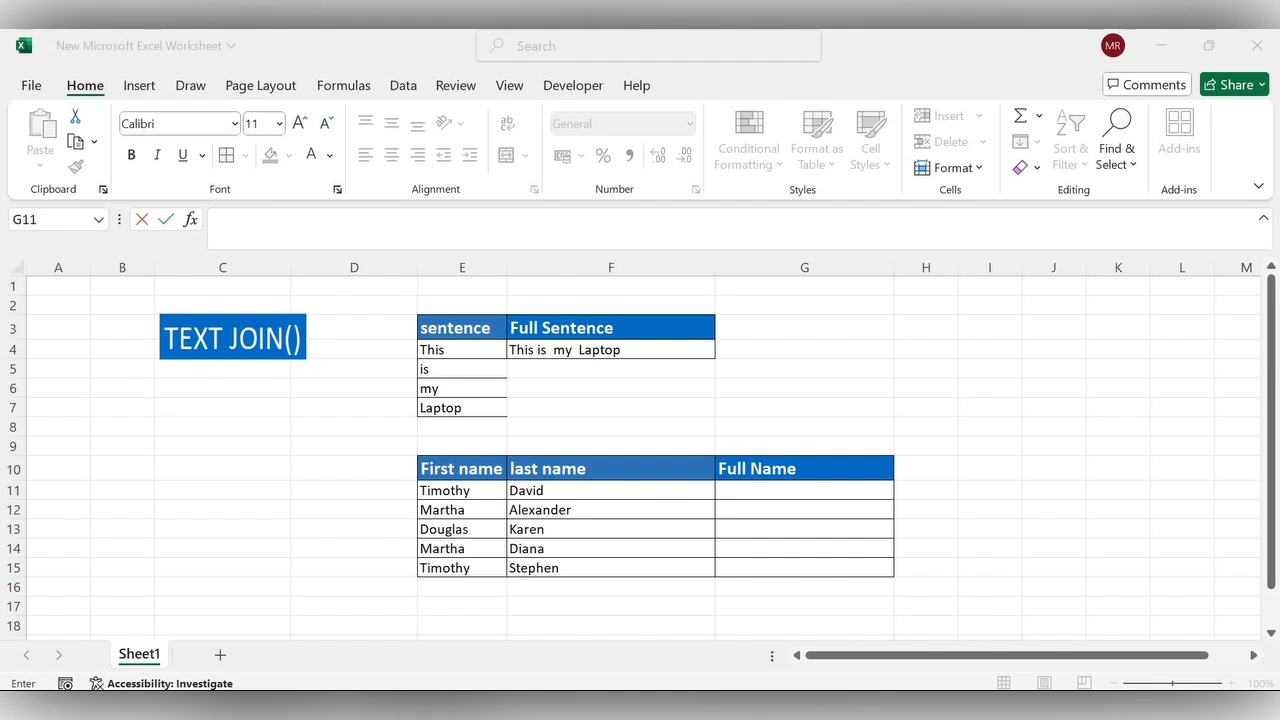 New Microsoft Excel Worksheet
Search
MR
File Home Insert Draw Page Layout Formulas Data Review View Developer Help
Comments Share
Paste
Clipboard
Calibri 11
B I U
Font
Alignment
General
Number
Conditional Formatting
Format as Table
Cell Styles
Styles
Insert
Delete
Format
Cells
Sort & Filter
Find & Select
Editing
Add-ins
Add-ins
G11 fx
A B C D E F G H I J K L M
1
2
3 TEXT JOIN() sentence Full Sentence
4 This This is  my  Laptop
5 is
6 my
7 Laptop
8
9
10 First name last name Full Name
11 Timothy David
12 Martha Alexander
13 Douglas Karen
14 Martha Diana
15 Timothy Stephen
16
17
18
Sheet1
Enter Accessibility: Investigate 100%